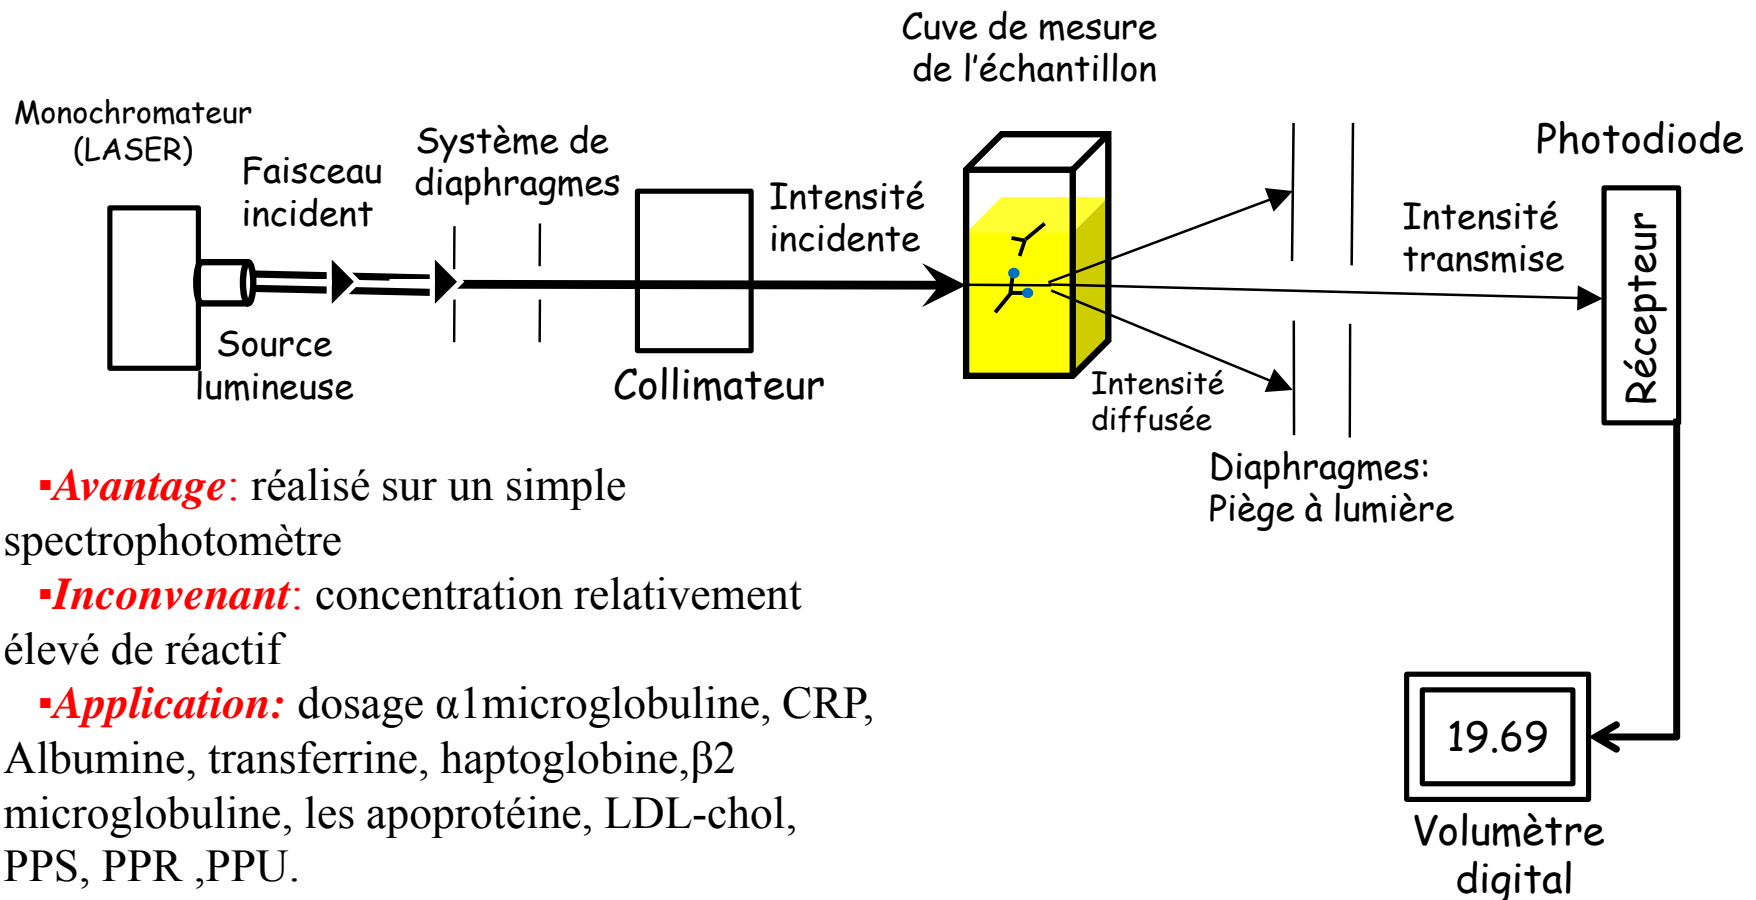 Cuve de mesure
de l'échantillon
Monochromateur
(LASER)
Faisceau
incident
Système de
diaphragmes
Intensité
incidente
Photodiode
Intensité
transmise
Récepteur
Source
lumineuse
Collimateur
Intensité
diffusée
Diaphragmes:
Piège à lumière
▪Avantage: réalisé sur un simple
spectrophotomètre
▪Inconvenant: concentration relativement
élevé de réactif
▪Application: dosage α1microglobuline, CRP,
Albumine, transferrine, haptoglobine,β2
microglobuline, les apoprotéine, LDL-chol,
PPS, PPR ,PPU.
19.69
Volumètre
digital